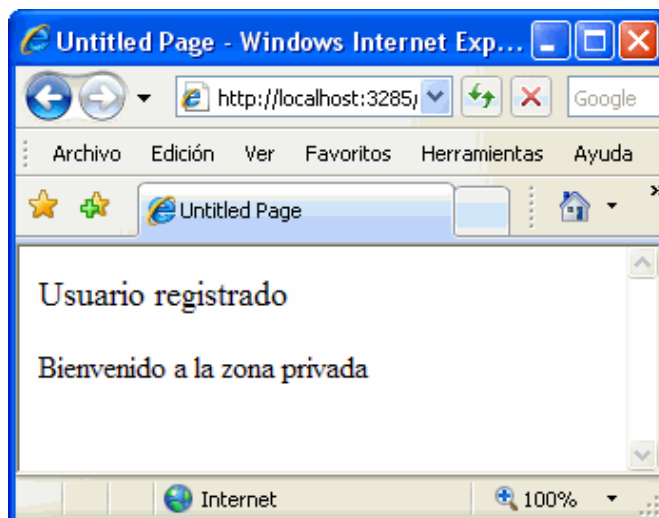 Untitled Page - Windows Internet Exp...
http://localhost:3285/
Google
Archivo Edición Ver Favoritos Herramientas Ayuda
Untitled Page
Usuario registrado
Bienvenido a la zona privada
Internet 100%